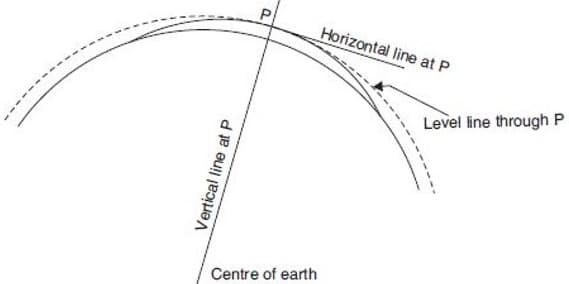 P
Horizontal line at P
Level line through P
Vertical line at P
Centre of earth